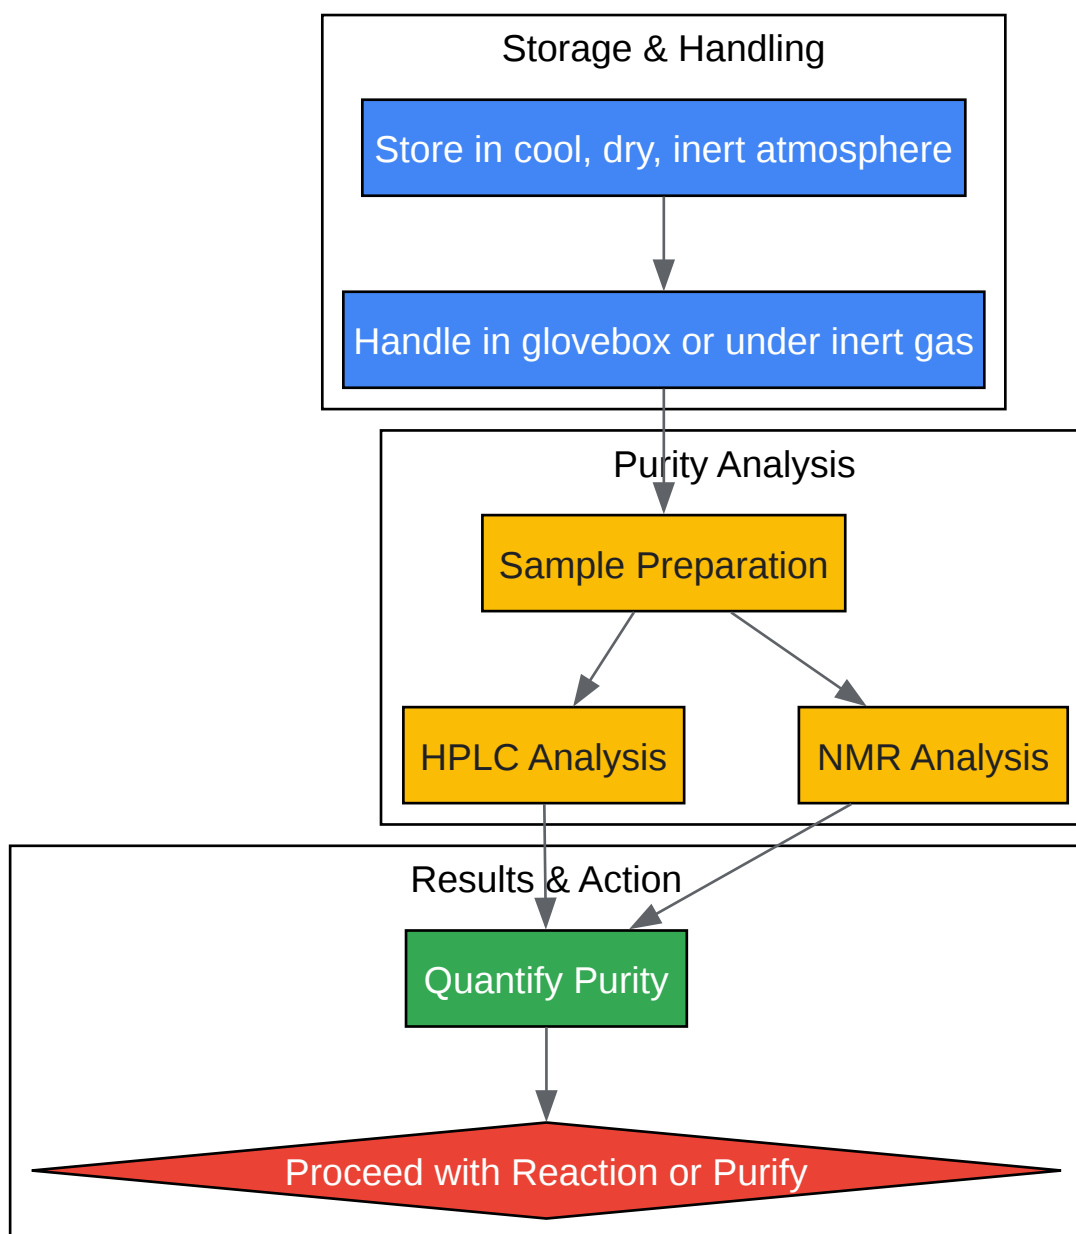 Storage & Handling
Store in cool, dry, inert atmosphere
Handle in glovebox or under inert gas
Purity Analysis
Sample Preparation
HPLC Analysis
NMR Analysis
Results & Action
Quantify Purity
Proceed with Reaction or Purify